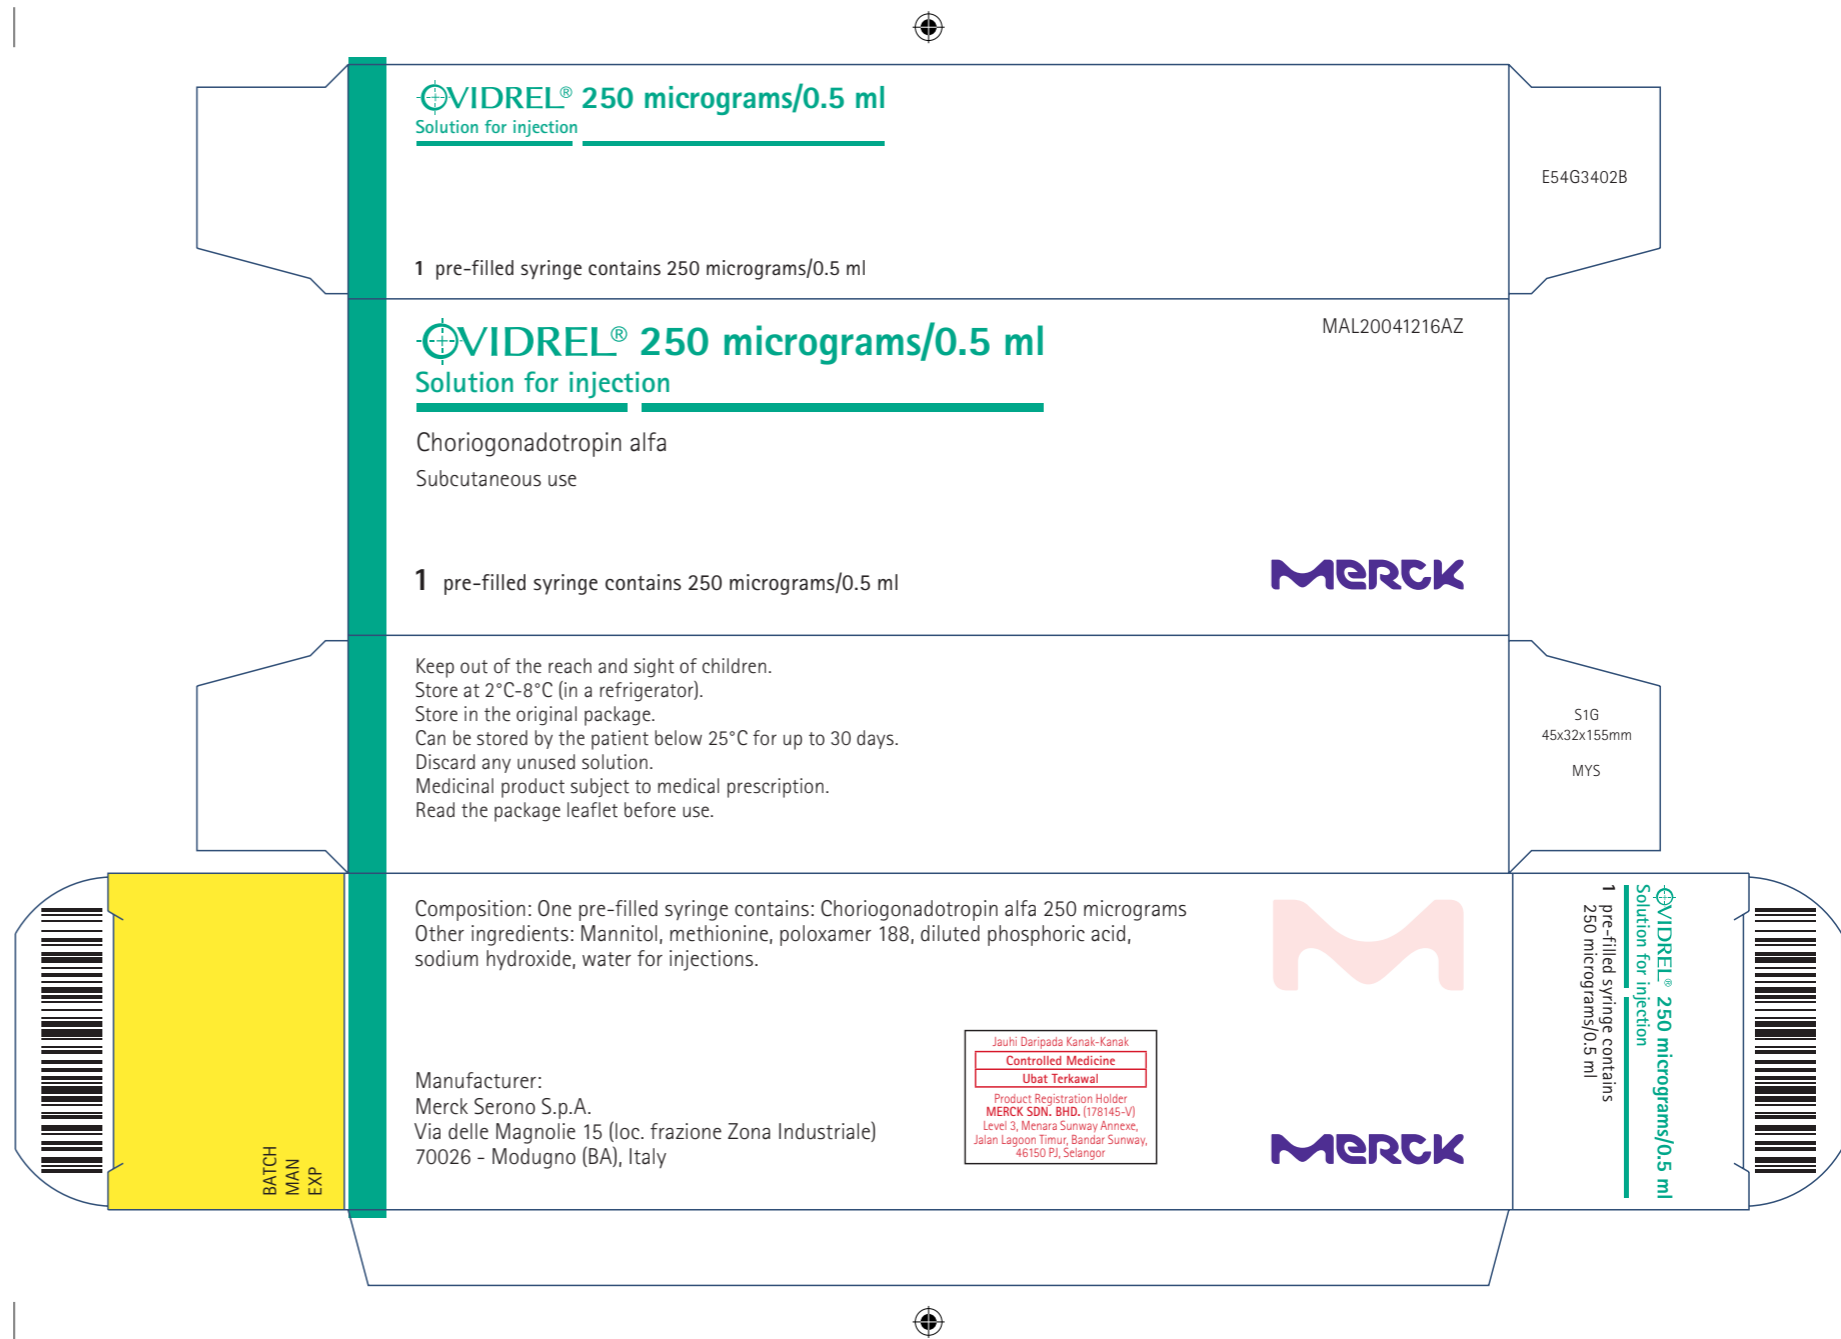 OVIDREL® 250 micrograms/0.5 ml
Solution for injection
1 pre-filled syringe contains 250 micrograms/0.5 ml
E54G3402B
OVIDREL® 250 micrograms/0.5 ml
Solution for injection
MAL20041216AZ
Choriogonadotropin alfa
Subcutaneous use
1 pre-filled syringe contains 250 micrograms/0.5 ml
MERCK
Keep out of the reach and sight of children.
Store at 2°C-8°C (in a refrigerator).
Store in the original package.
Can be stored by the patient below 25°C for up to 30 days.
Discard any unused solution.
Medicinal product subject to medical prescription.
Read the package leaflet before use.
S1G
45x32x155mm
MYS
BATCH
MAN
EXP
Composition: One pre-filled syringe contains: Choriogonadotropin alfa 250 micrograms
Other ingredients: Mannitol, methionine, poloxamer 188, diluted phosphoric acid,
sodium hydroxide, water for injections.
Manufacturer:
Merck Serono S.p.A.
Via delle Magnolie 15 (loc. frazione Zona Industriale)
70026 - Modugno (BA), Italy
Jauhi Daripada Kanak-Kanak
Controlled Medicine
Ubat Terkawal
Product Registration Holder
MERCK SDN. BHD. (178145-V)
Level 3, Menara Sunway Annexe,
Jalan Lagoon Timur, Bandar Sunway,
46150 PJ, Selangor
MERCK
OVIDREL® 250 micrograms/0.5 ml
Solution for injection
1 pre-filled syringe contains
250 micrograms/0.5 ml